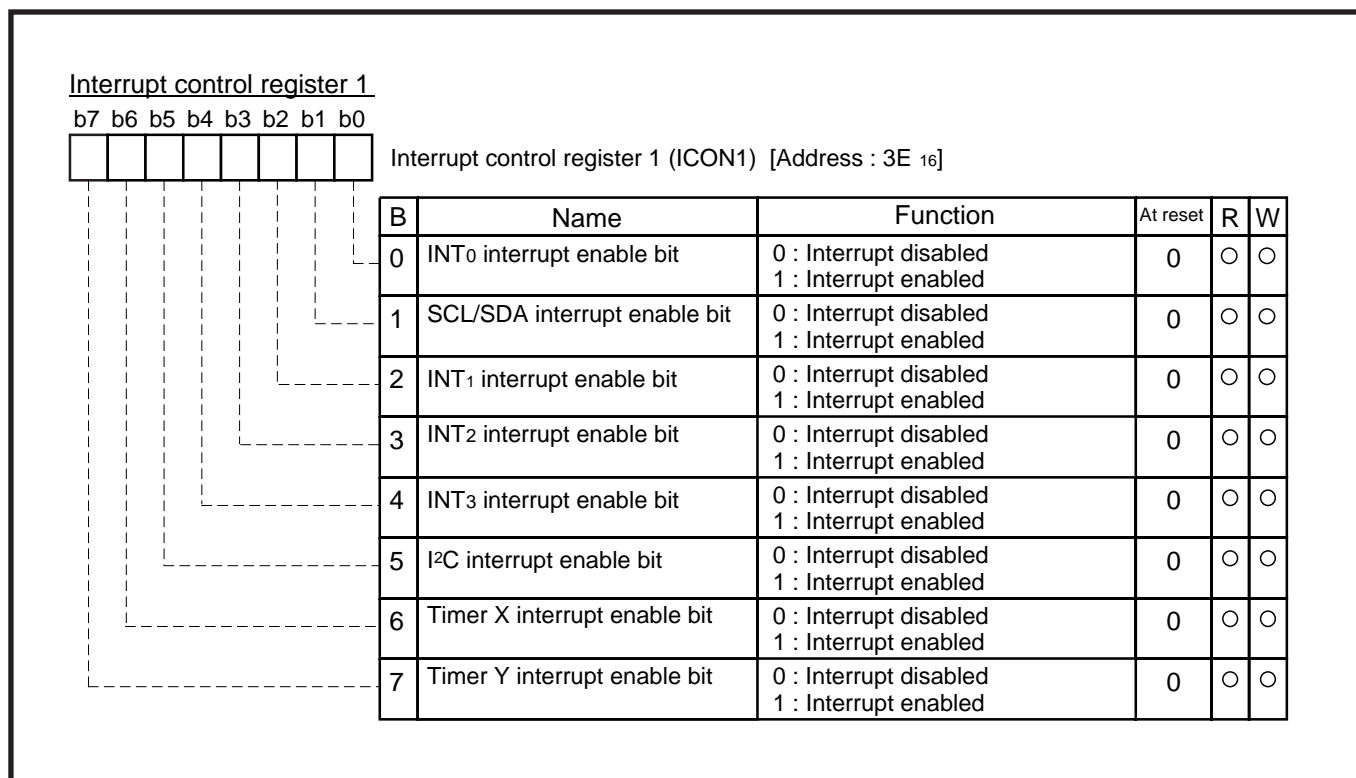 Interrupt control register 1
b7 b6 b5 b4 b3 b2 b1 b0
Interrupt control register 1 (ICON1) [Address : 3E 16]
B Name Function At reset R W
0 INT0 interrupt enable bit 0 : Interrupt disabled 0 ○ ○
1 : Interrupt enabled
1 SCL/SDA interrupt enable bit 0 : Interrupt disabled 0 ○ ○
1 : Interrupt enabled
2 INT1 interrupt enable bit 0 : Interrupt disabled 0 ○ ○
1 : Interrupt enabled
3 INT2 interrupt enable bit 0 : Interrupt disabled 0 ○ ○
1 : Interrupt enabled
4 INT3 interrupt enable bit 0 : Interrupt disabled 0 ○ ○
1 : Interrupt enabled
5 I2C interrupt enable bit 0 : Interrupt disabled 0 ○ ○
1 : Interrupt enabled
6 Timer X interrupt enable bit 0 : Interrupt disabled 0 ○ ○
1 : Interrupt enabled
7 Timer Y interrupt enable bit 0 : Interrupt disabled 0 ○ ○
1 : Interrupt enabled